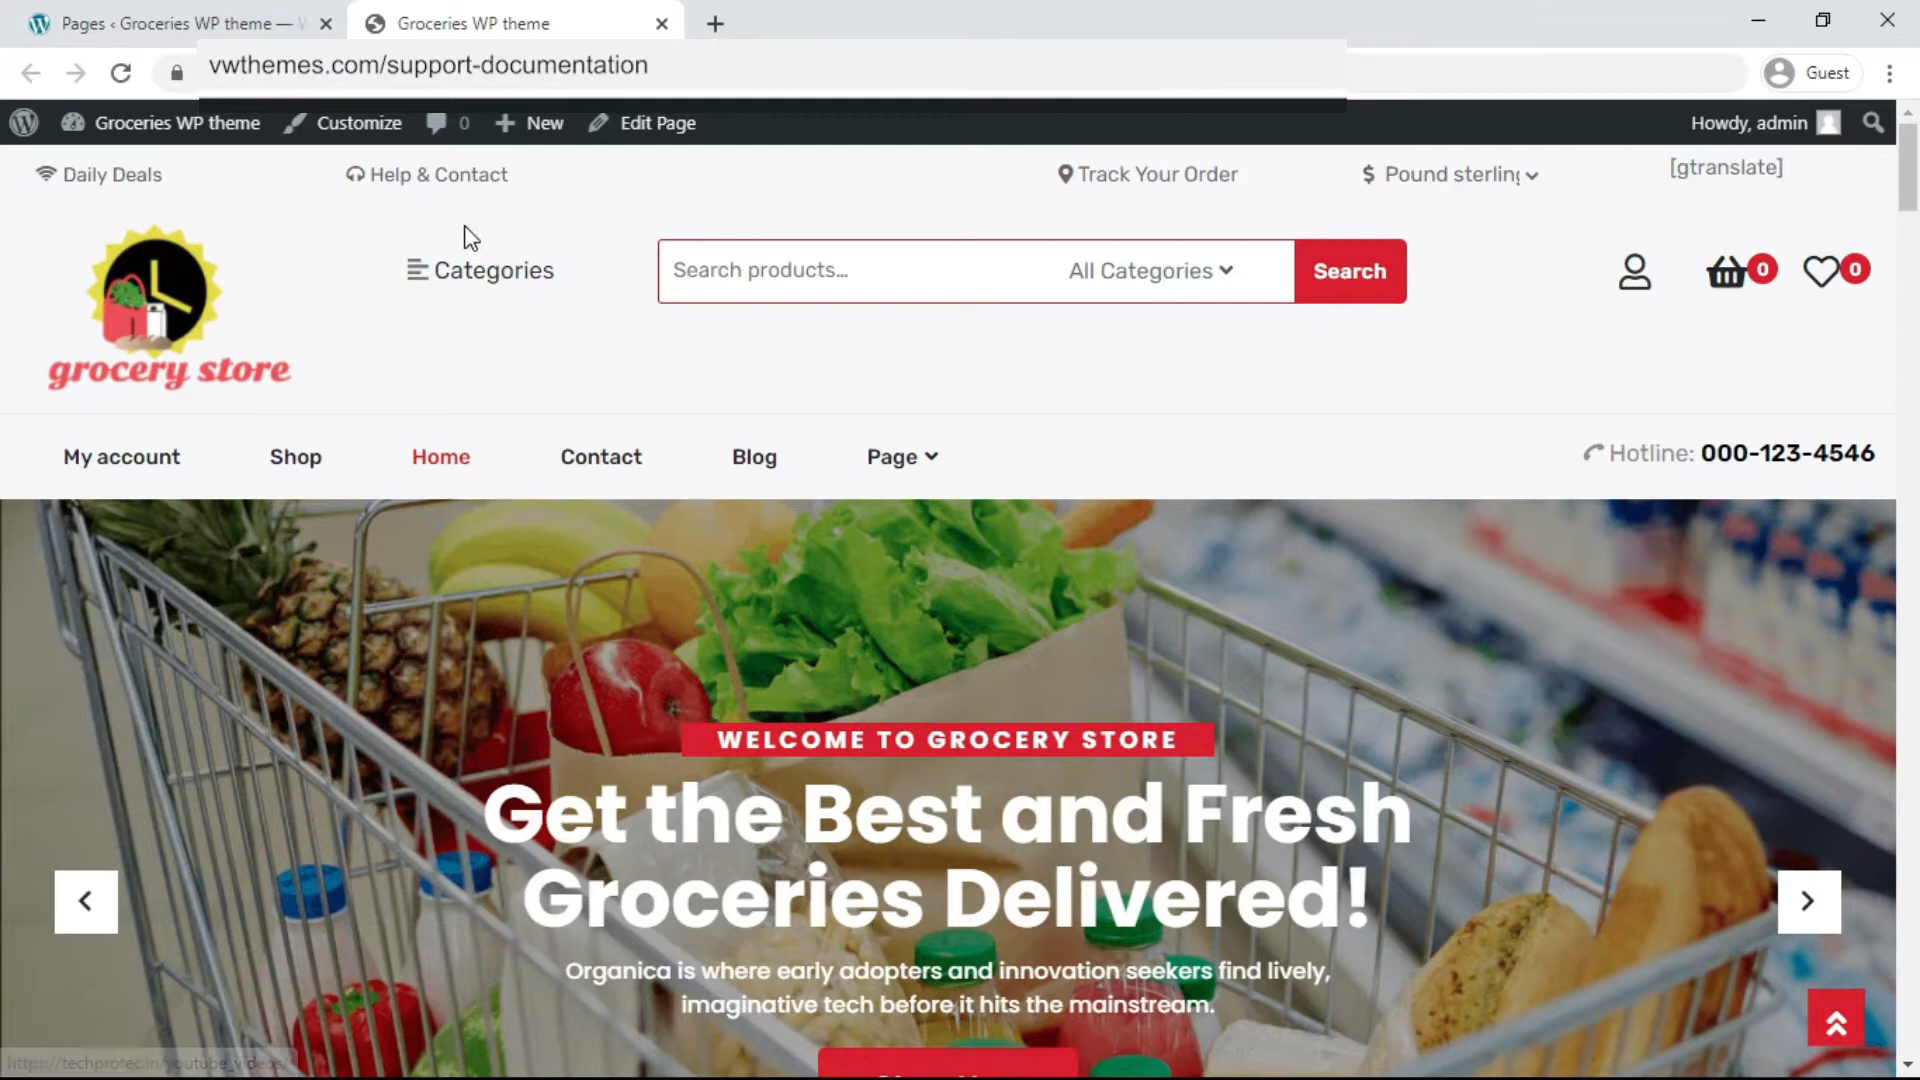 Pages ‹ Groceries WP theme —
Groceries WP theme
vwthemes.com/support-documentation
Guest
Groceries WP theme
Customize
0
New
Edit Page
Howdy, admin
Daily Deals
Help & Contact
Track Your Order
$ Pound sterling
[gtranslate]
Categories
Search products...
All Categories
Search
0
0
grocery store
My account
Shop
Home
Contact
Blog
Page
Hotline: 000-123-4546
WELCOME TO GROCERY STORE
Get the Best and Fresh
Groceries Delivered!
Organica is where early adopters and innovation seekers find lively,
imaginative tech before it hits the mainstream.
https://techprotec.in/youtube_videos/